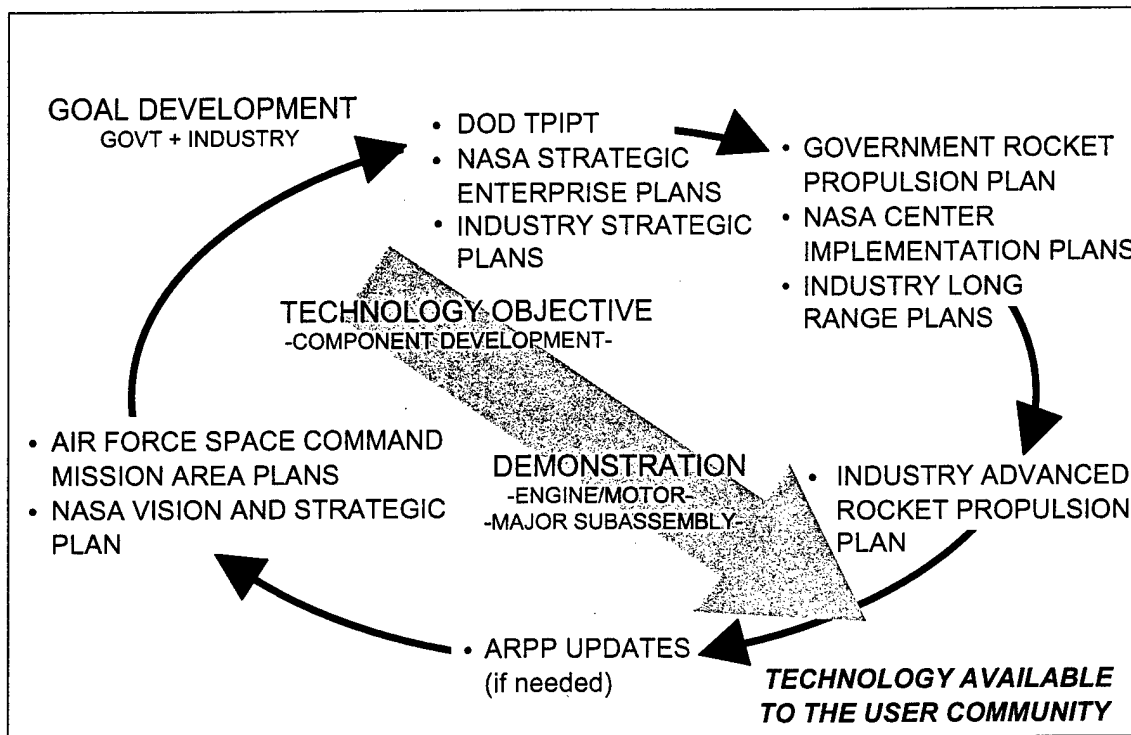 GOAL DEVELOPMENT
GOVT + INDUSTRY
• DOD TPIPT
• NASA STRATEGIC
ENTERPRISE PLANS
• INDUSTRY STRATEGIC
PLANS
• GOVERNMENT ROCKET
PROPULSION PLAN
• NASA CENTER
IMPLEMENTATION PLANS
• INDUSTRY LONG
RANGE PLANS
TECHNOLOGY OBJECTIVE
-COMPONENT DEVELOPMENT-
• AIR FORCE SPACE COMMAND
MISSION AREA PLANS
• NASA VISION AND STRATEGIC
PLAN
DEMONSTRATION
-ENGINE/MOTOR-
-MAJOR SUBASSEMBLY-
• INDUSTRY ADVANCED
ROCKET PROPULSION
PLAN
• ARPP UPDATES
(if needed)
TECHNOLOGY AVAILABLE
TO THE USER COMMUNITY